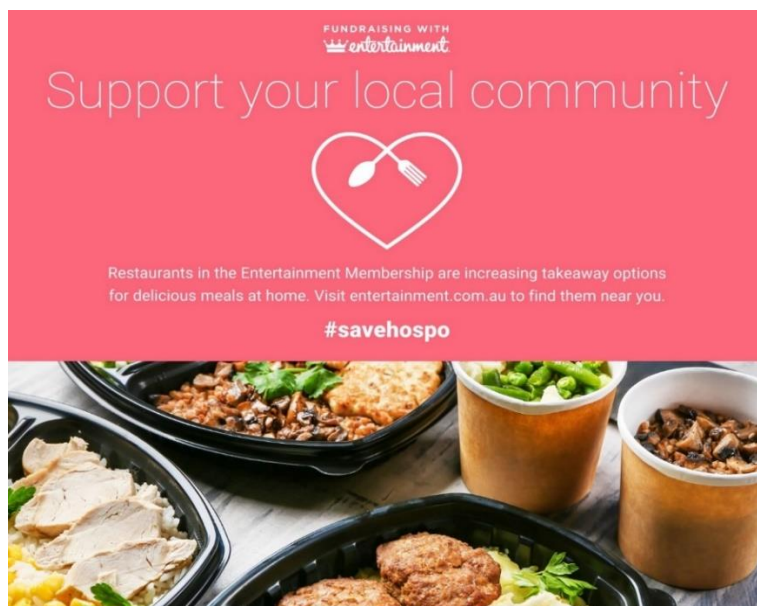 FUNDRAISING WITH
entertainment.
Support your local community
Restaurants in the Entertainment Membership are increasing takeaway options
for delicious meals at home. Visit entertainment.com.au to find them near you.
#savehospo